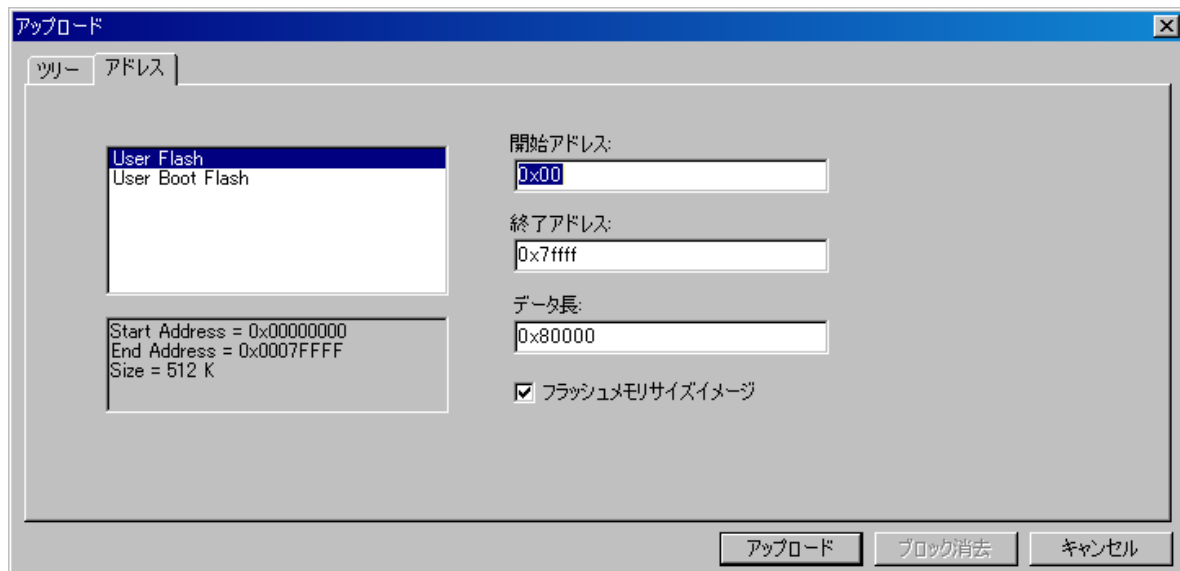 アップロード
ツリー
アドレス
User Flash
User Boot Flash
Start Address = 0x00000000
End Address = 0x0007FFFF
Size = 512 K
開始アドレス:
0x00
終了アドレス:
0x7ffff
データ長:
0x80000
フラッシュメモリサイズイメージ
アップロード
ブロック消去
キャンセル